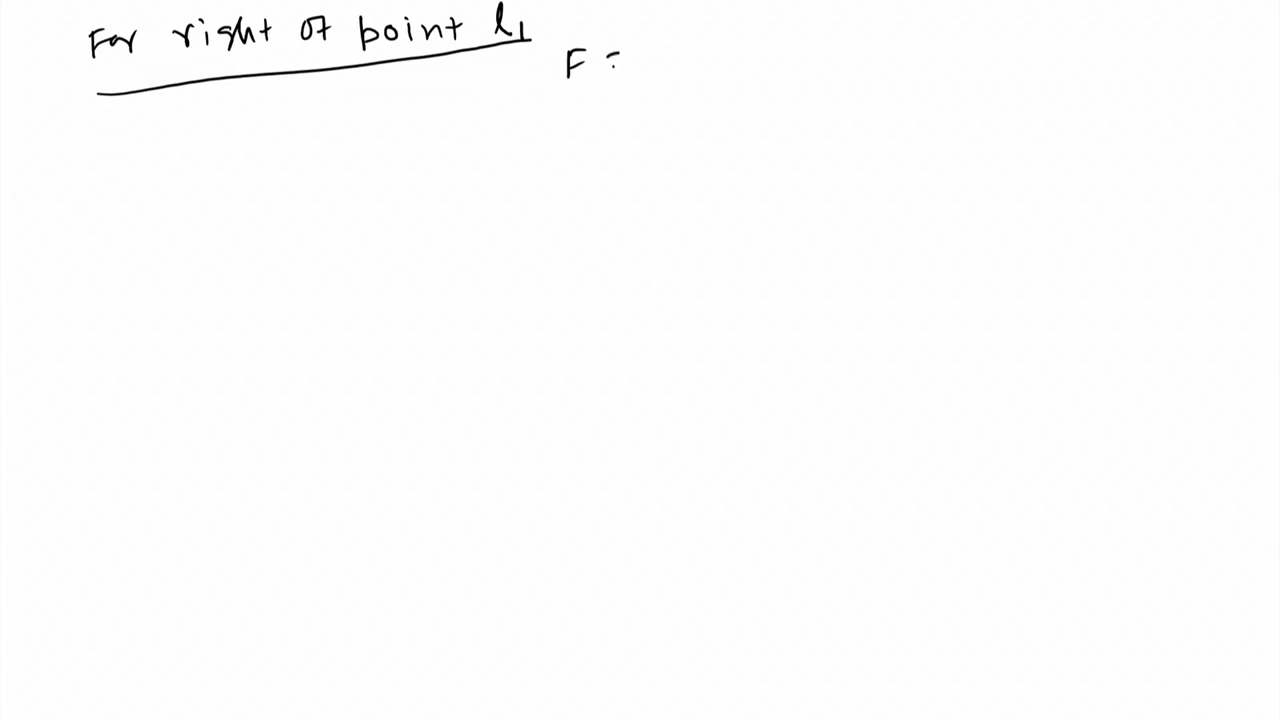 For right of point l₁
F =